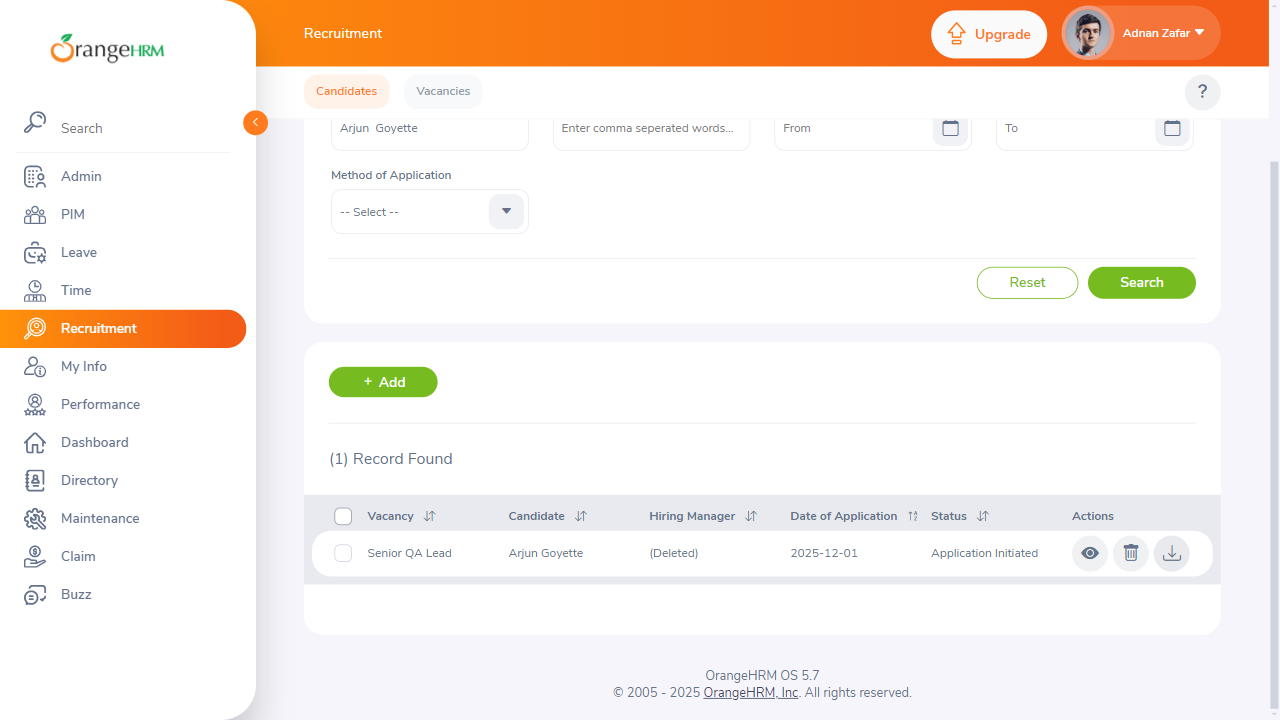 OrangeHRM
Search
Admin
PIM
Leave
Time
Recruitment
My Info
Performance
Dashboard
Directory
Maintenance
Claim
Buzz
Recruitment
Upgrade
Adnan Zafar
Candidates
Vacancies
?
Arjun  Goyette
Enter comma seperated words...
From
To
Method of Application
-- Select --
Reset
Search
+ Add
(1) Record Found
Vacancy
Candidate
Hiring Manager
Date of Application
Status
Actions
Senior QA Lead
Arjun Goyette
(Deleted)
2025-12-01
Application Initiated
OrangeHRM OS 5.7
© 2005 - 2025 OrangeHRM, Inc. All rights reserved.